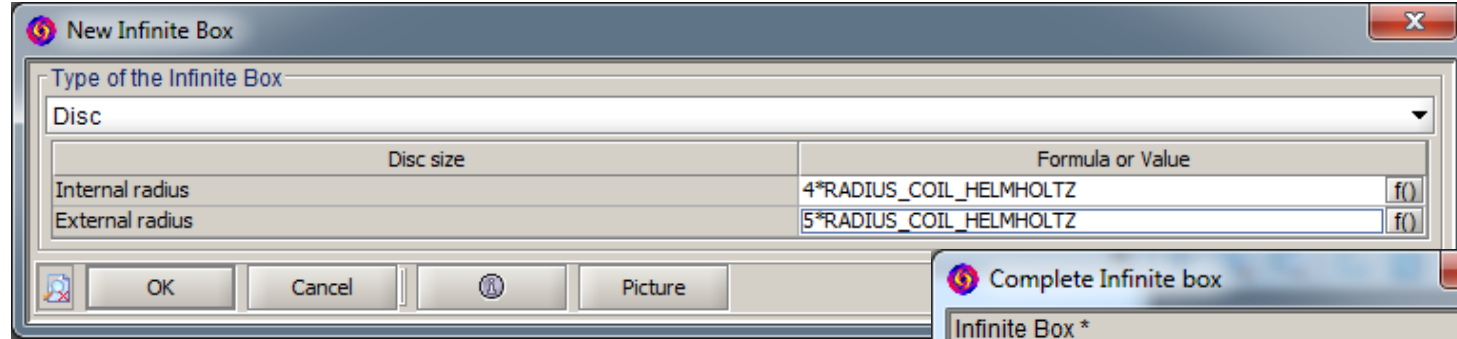 New Infinite Box
x
Type of the Infinite Box
Disc
Disc size Formula or Value
Internal radius 4*RADIUS_COIL_HELMHOLTZ f()
External radius 5*RADIUS_COIL_HELMHOLTZ f()
OK Cancel Picture
Complete Infinite box
Infinite Box *